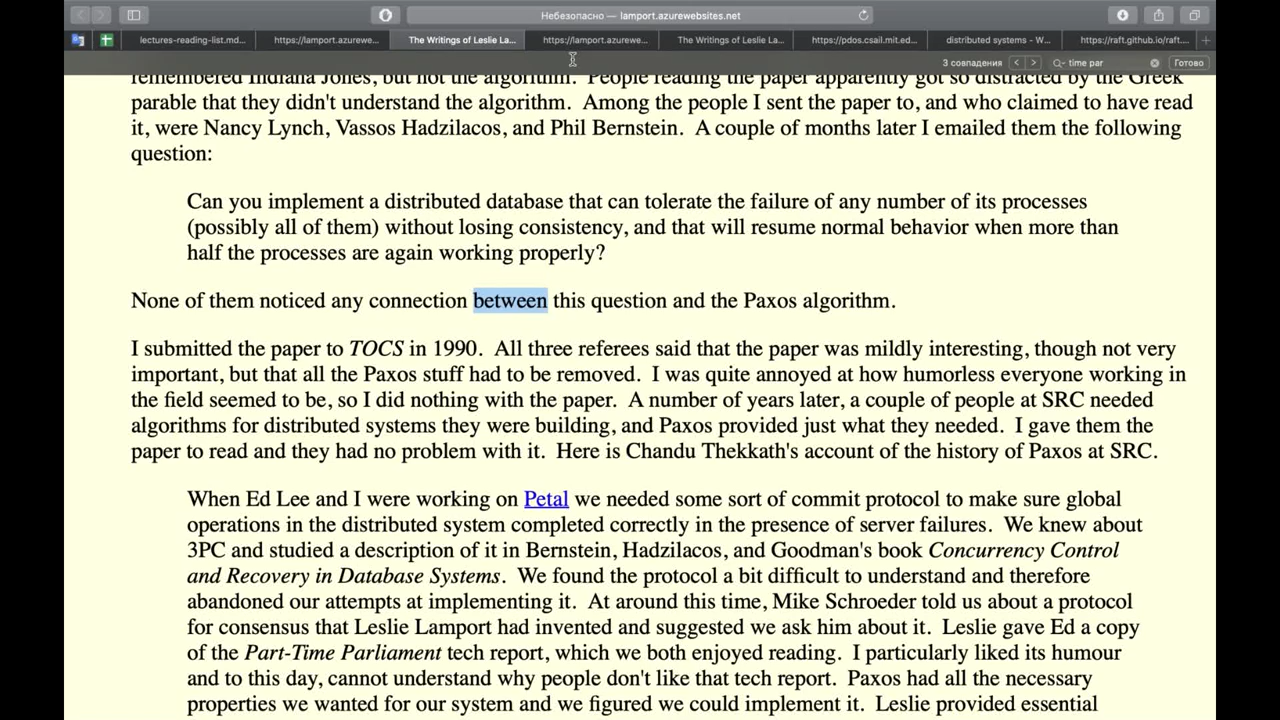 Небезопасно — lamport.azurewebsites.net
lectures-reading-list.md...
https://lamport.azurewe...
The Writings of Leslie La...
https://lamport.azurewe...
The Writings of Leslie La...
https://pdos.csail.mit.ed...
distributed systems - W...
https://raft.github.io/raft....
3 совпадения
time par
Готово
remembered Indiana Jones, but not the algorithm. People reading the paper apparently got so distracted by the Greek
parable that they didn't understand the algorithm. Among the people I sent the paper to, and who claimed to have read
it, were Nancy Lynch, Vassos Hadzilacos, and Phil Bernstein. A couple of months later I emailed them the following
question:
Can you implement a distributed database that can tolerate the failure of any number of its processes
(possibly all of them) without losing consistency, and that will resume normal behavior when more than
half the processes are again working properly?
None of them noticed any connection between this question and the Paxos algorithm.
I submitted the paper to TOCS in 1990. All three referees said that the paper was mildly interesting, though not very
important, but that all the Paxos stuff had to be removed. I was quite annoyed at how humorless everyone working in
the field seemed to be, so I did nothing with the paper. A number of years later, a couple of people at SRC needed
algorithms for distributed systems they were building, and Paxos provided just what they needed. I gave them the
paper to read and they had no problem with it. Here is Chandu Thekkath's account of the history of Paxos at SRC.
When Ed Lee and I were working on Petal we needed some sort of commit protocol to make sure global
operations in the distributed system completed correctly in the presence of server failures. We knew about
3PC and studied a description of it in Bernstein, Hadzilacos, and Goodman's book Concurrency Control
and Recovery in Database Systems. We found the protocol a bit difficult to understand and therefore
abandoned our attempts at implementing it. At around this time, Mike Schroeder told us about a protocol
for consensus that Leslie Lamport had invented and suggested we ask him about it. Leslie gave Ed a copy
of the Part-Time Parliament tech report, which we both enjoyed reading. I particularly liked its humour
and to this day, cannot understand why people don't like that tech report. Paxos had all the necessary
properties we wanted for our system and we figured we could implement it. Leslie provided essential